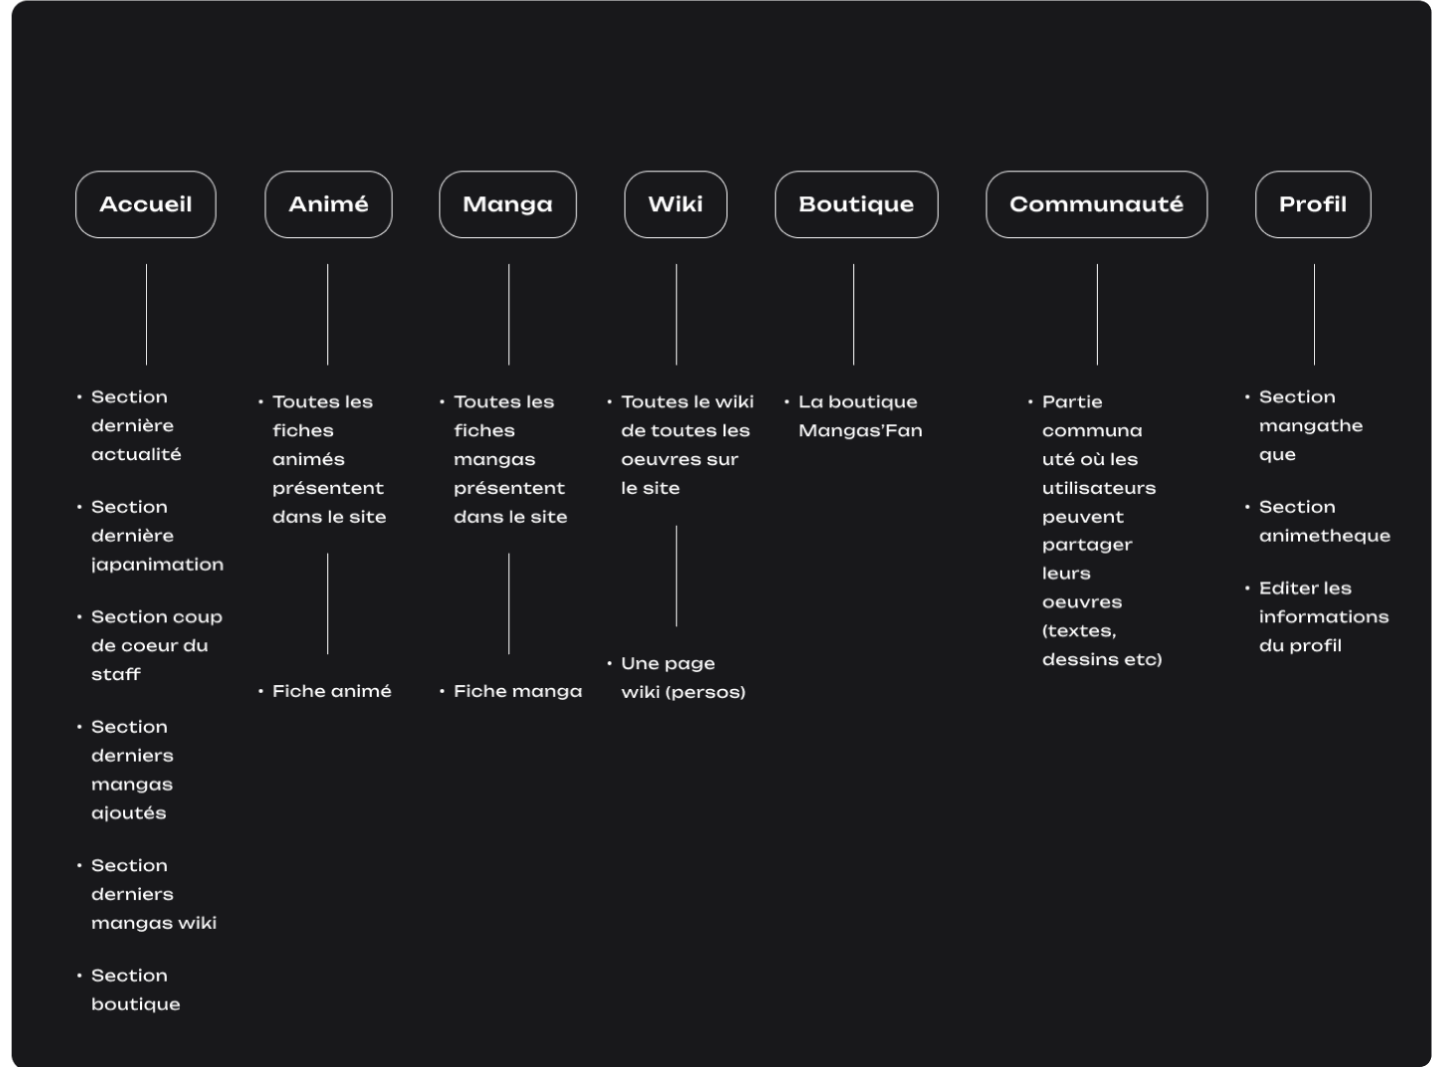 Accueil
Animé
Manga
Wiki
Boutique
Communauté
Profil
• Section
dernière
actualité
• Section
dernière
japanimation
• Section coup
de coeur du
staff
• Section
derniers
mangas
ajoutés
• Section
derniers
mangas wiki
• Section
boutique
• Toutes les
fiches
animés
présentent
dans le site
• Fiche animé
• Toutes les
fiches
mangas
présentent
dans le site
• Fiche manga
• Toutes le wiki
de toutes les
oeuvres sur
le site
• Une page
wiki (persos)
• La boutique
Mangas’Fan
• Partie
communa
uté où les
utilisateurs
peuvent
partager
leurs
oeuvres
(textes,
dessins etc)
• Section
mangathe
que
• Section
animetheque
• Editer les
informations
du profil